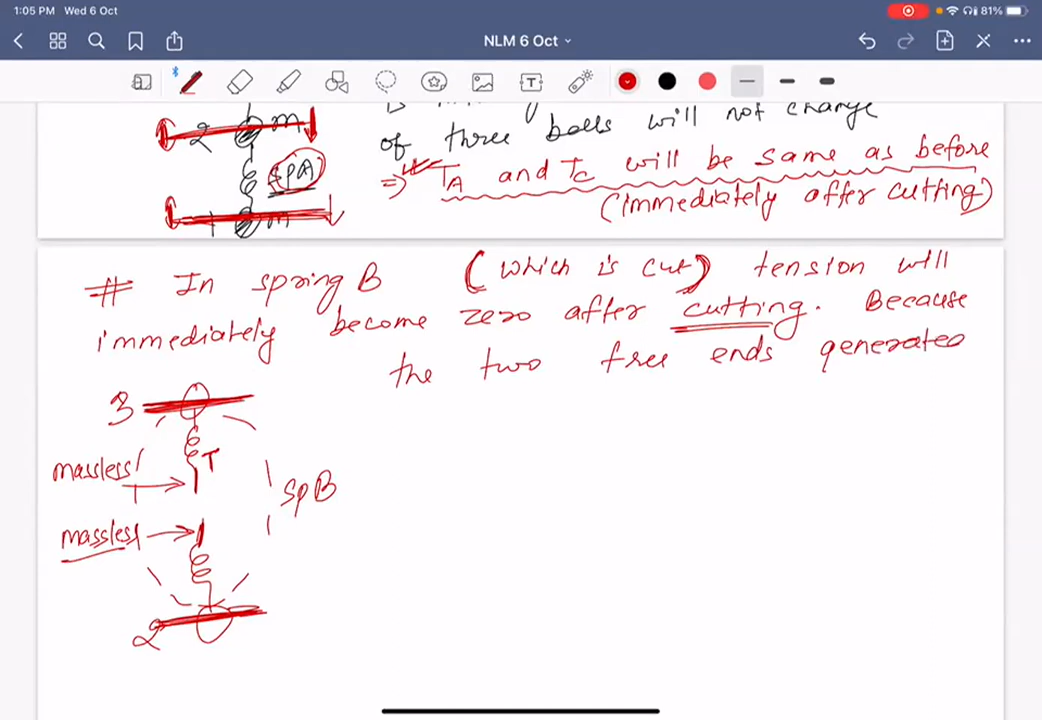 1:05 PM Wed 6 Oct
81%
NLM 6 Oct
of three balls will not change
2 m
SPA
⇒ TA and TC will be same as before
1 m
(immediately after cutting)
# In spring B (which is cut) tension will
immediately become zero after cutting. Because
the two free ends generated
3
massless
T
SpB
massless
2